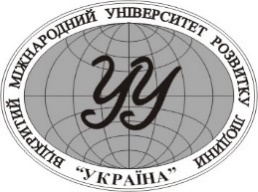 ВІДКРИТИЙ МІЖНАРОДНИЙ УНІВЕРСИТЕТ РОЗВИТКУ ЛЮДИНИ
УУ
“УКРАЇНА”